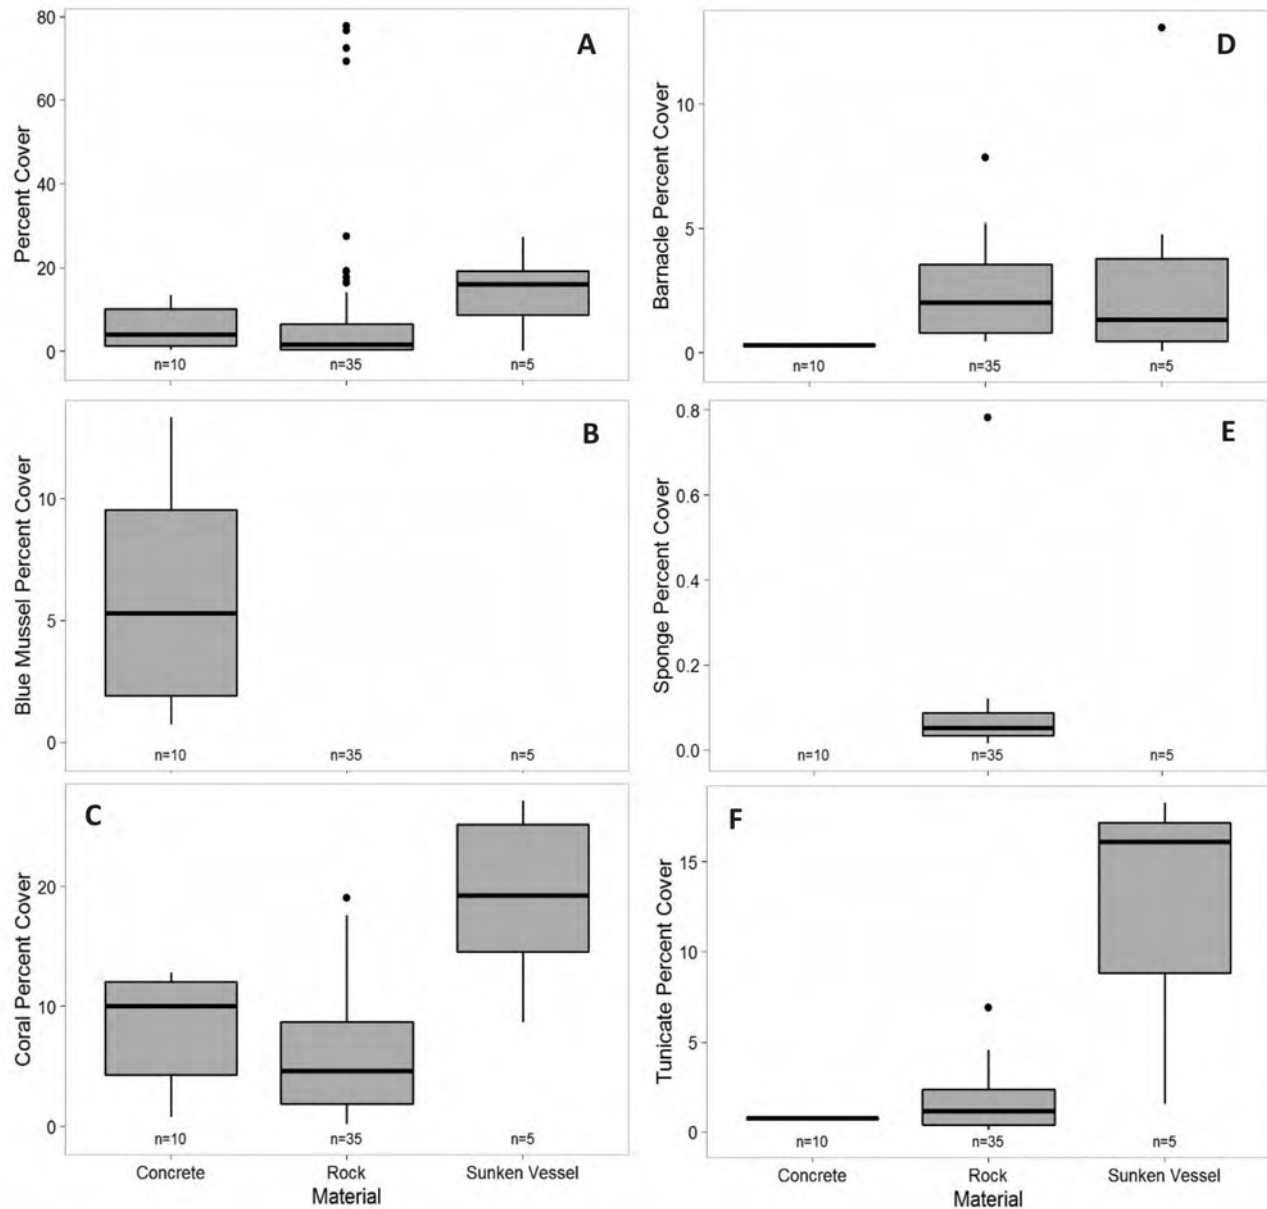 A
Percent Cover
80
60
40
20
0
n=10
n=35
n=5
B
Blue Mussel Percent Cover
10
5
0
n=10
n=35
n=5
C
Coral Percent Cover
20
10
0
n=10
n=35
n=5
Concrete
Rock
Sunken Vessel
Material
D
Barnacle Percent Cover
10
5
0
n=10
n=35
n=5
E
Sponge Percent Cover
0.8
0.6
0.4
0.2
0.0
n=10
n=35
n=5
F
Tunicate Percent Cover
15
10
5
0
n=10
n=35
n=5
Concrete
Rock
Sunken Vessel
Material